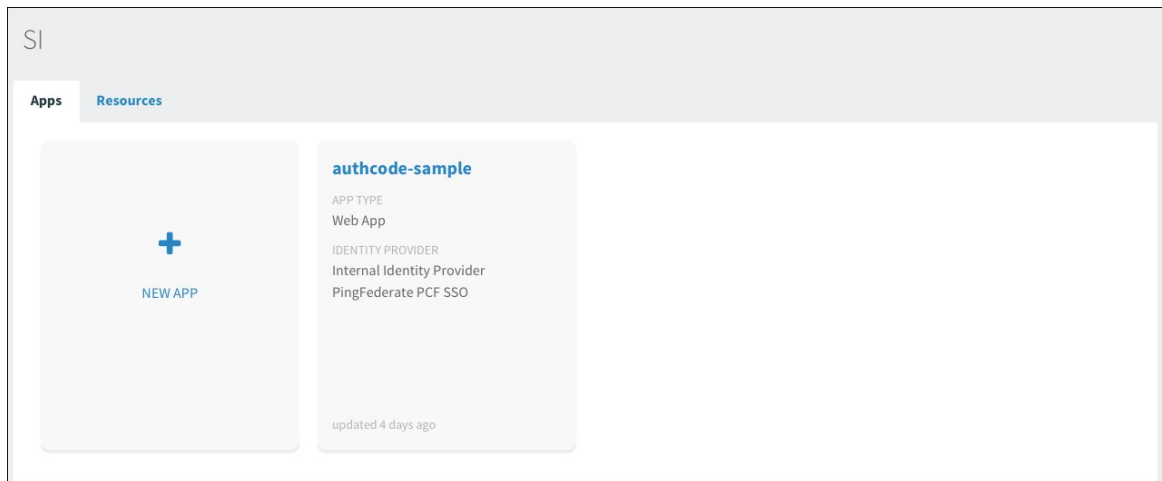 SI
Apps
Resources
NEW APP
authcode-sample
APP TYPE
Web App
IDENTITY PROVIDER
Internal Identity Provider
PingFederate PCF SSO
updated 4 days ago